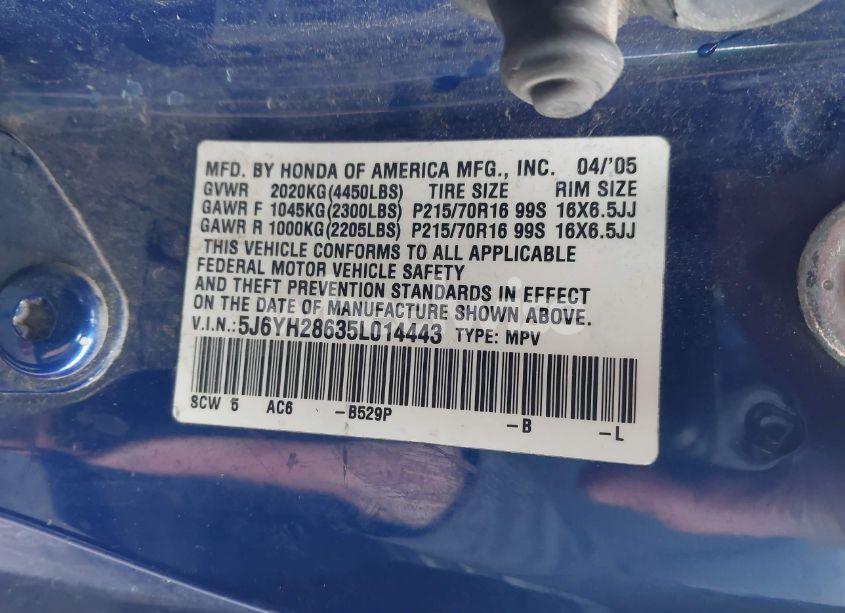 MFD. BY HONDA OF AMERICA MFG., INC. 04/'05
GVWR 2020KG(4450LBS) TIRE SIZE RIM SIZE
GAWR F 1045KG(2300LBS) P215/70R16 99S 16X6.5JJ
GAWR R 1000KG(2205LBS) P215/70R16 99S 16X6.5JJ
THIS VEHICLE CONFORMS TO ALL APPLICABLE
FEDERAL MOTOR VEHICLE SAFETY
AND THEFT PREVENTION STANDARDS IN EFFECT
ON THE DATE OF MANUFACTURE SHOWN ABOVE.
V.I.N.: 5J6YH28635L014443 TYPE: MPV
SCW 5 AC6 -B529P -B -L